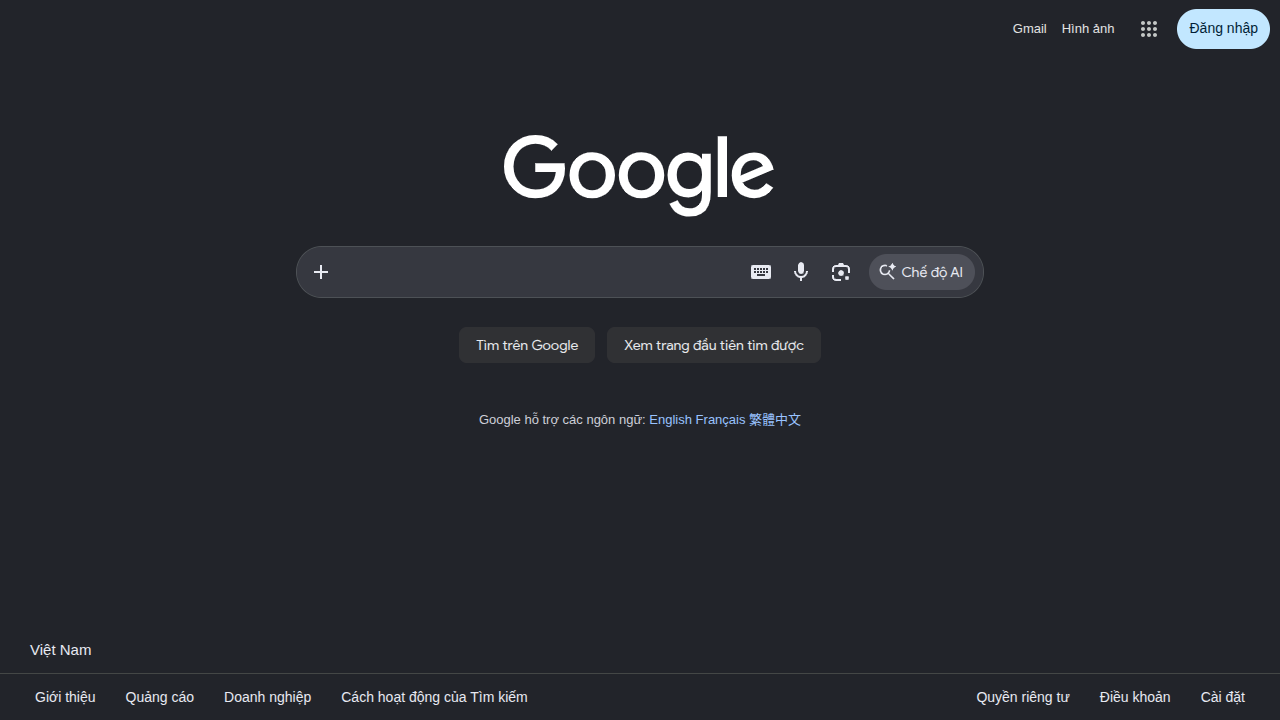 Gmail Hình ảnh Đăng nhập
Google
Chế độ AI
Tìm trên Google Xem trang đầu tiên tìm được
Google hỗ trợ các ngôn ngữ: English Français 繁體中文
Việt Nam
Giới thiệu Quảng cáo Doanh nghiệp Cách hoạt động của Tìm kiếm Quyền riêng tư Điều khoản Cài đặt